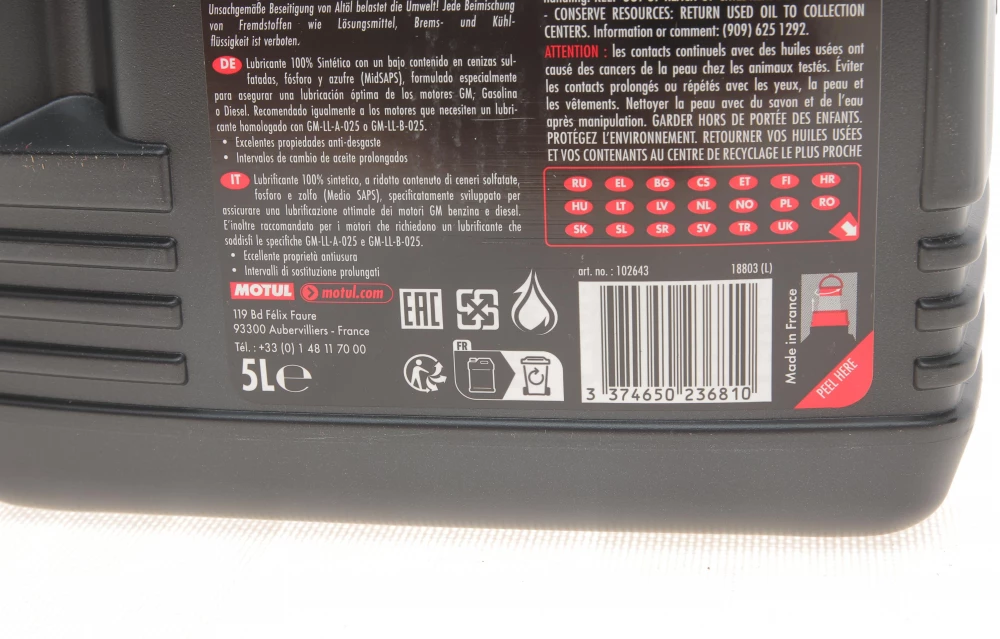 Unsachgemäße Beseitigung von Altöl belastet die Umwelt! Jede Beimischung
von Fremdstoffen wie Lösungsmittel, Brems- und Kühl-
flüssigkeit ist verboten.
DE Lubricante 100% Sintético con un bajo contenido en cenizas sul-
fatadas, fósforo y azufre (MidSAPS), formulado especialmente
para asegurar una lubricación óptima de los motores GM, Gasolina
o Diesel. Recomendado igualmente a los motores que necesiten un lubri-
cante homologado con GM-LL-A-025 o GM-LL-B-025.
• Excelentes propiedades anti-desgaste
• Intervalos de cambio de aceite prolongados
IT Lubrificante 100% sintetico, a ridotto contenuto di ceneri solfatate,
fosforo e zolfo (Medio SAPS), specificatamente sviluppato per
assicurare una lubrificazione ottimale dei motori GM benzina e diesel.
E'inoltre raccomandato per i motori che richiedono un lubrificante che
soddisfi le specifiche GM-LL-A-025 e GM-LL-B-025.
• Eccellente proprietà antiusura
• Intervalli di sostituzione prolungati
MOTUL motul.com
119 Bd Félix Faure
93300 Aubervilliers - France
Tél.: +33 (0) 1 48 11 70 00
5L℮
EAC
FR
- CONSERVE RESOURCES: RETURN USED OIL TO COLLECTION
CENTERS. Information or comment: (909) 625 1292.
ATTENTION : les contacts continuels avec des huiles usées ont
causé des cancers de la peau chez les animaux testés. Éviter
les contacts prolongés ou répétés avec les yeux, la peau et
les vêtements. Nettoyer la peau avec du savon et de l'eau
après manipulation. GARDER HORS DE PORTÉE DES ENFANTS.
PROTÉGEZ L'ENVIRONNEMENT. RETOURNER VOS HUILES USÉES
ET VOS CONTENANTS AU CENTRE DE RECYCLAGE LE PLUS PROCHE
RU EL BG CS ET FI HR
HU LT LV NL NO PL RO
SK SL SR SV TR UK
art. no. : 102643 18803 (L)
3 374650 236810
Made in France
PEEL HERE